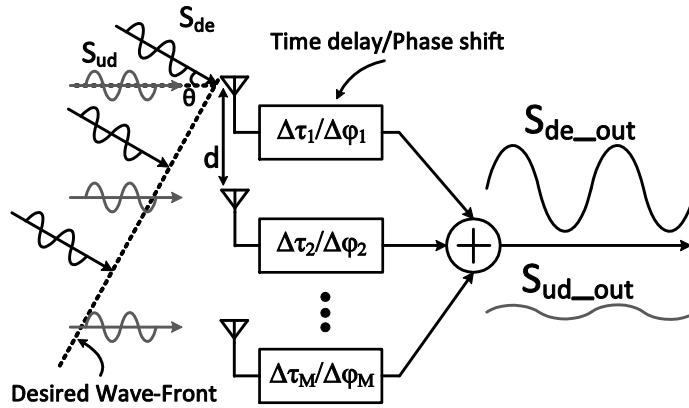 S_de
Time delay/Phase shift
S_ud
θ
Δτ₁/Δφ₁
d
S_de_out
Δτ₂/Δφ₂
S_ud_out
Δτ_M/Δφ_M
Desired Wave-Front